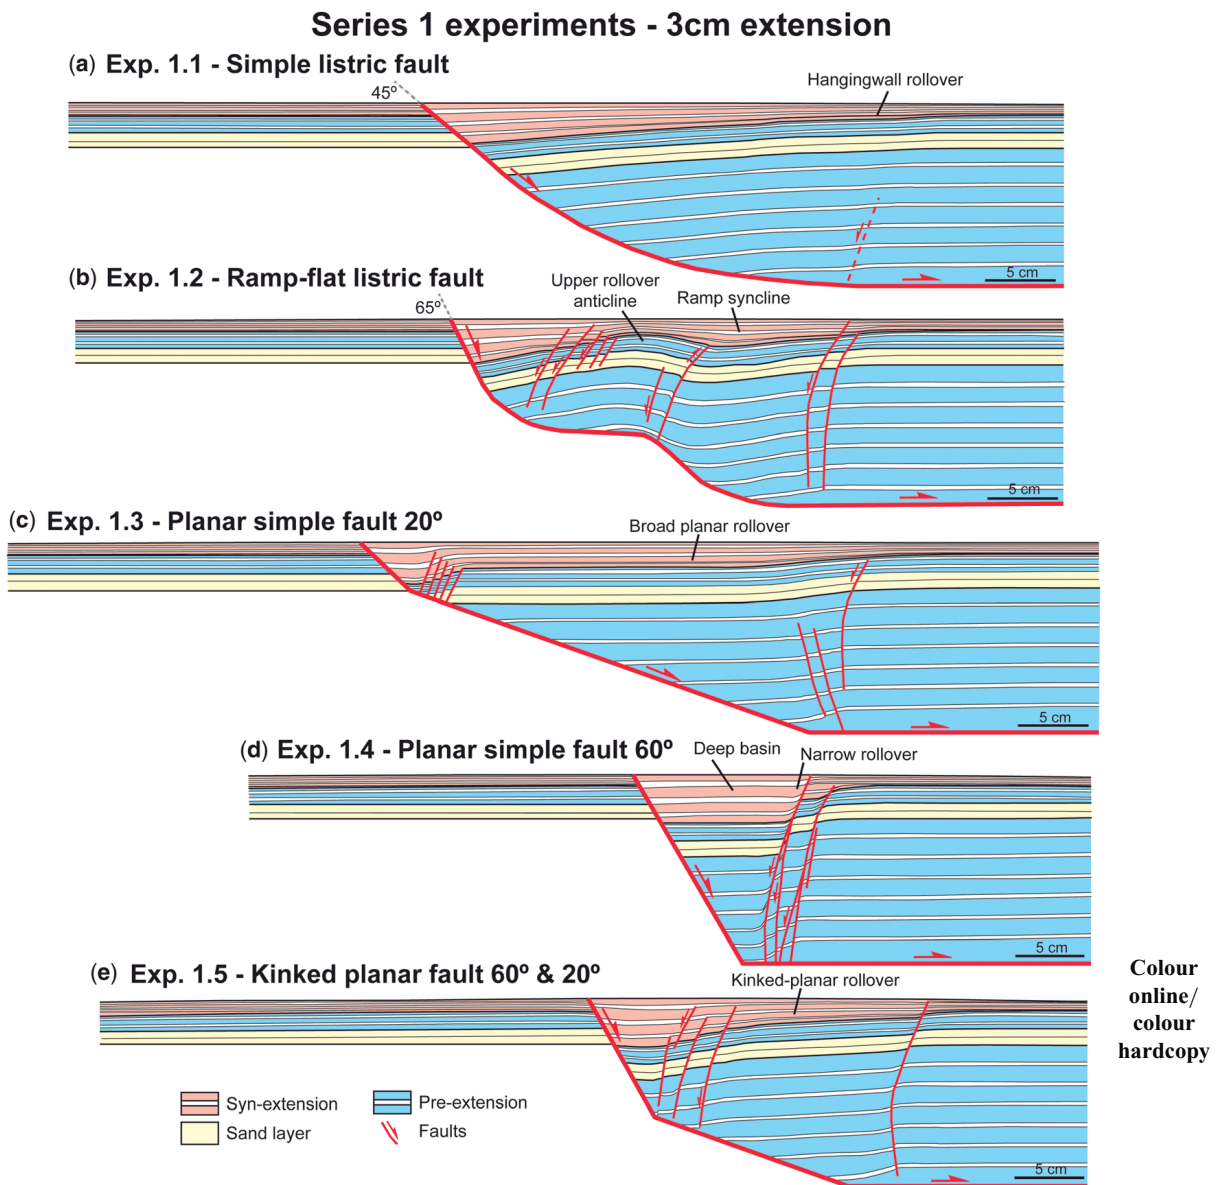 Series 1 experiments - 3cm extension
(a) Exp. 1.1 - Simple listric fault
45º
Hangingwall rollover
5 cm
(b) Exp. 1.2 - Ramp-flat listric fault
65º
Upper rollover
anticline
Ramp syncline
5 cm
(c) Exp. 1.3 - Planar simple fault 20º
Broad planar rollover
5 cm
(d) Exp. 1.4 - Planar simple fault 60º
Deep basin
Narrow rollover
5 cm
(e) Exp. 1.5 - Kinked planar fault 60º & 20º
Kinked-planar rollover
5 cm
Syn-extension
Pre-extension
Sand layer
Faults
Colour
online/
colour
hardcopy